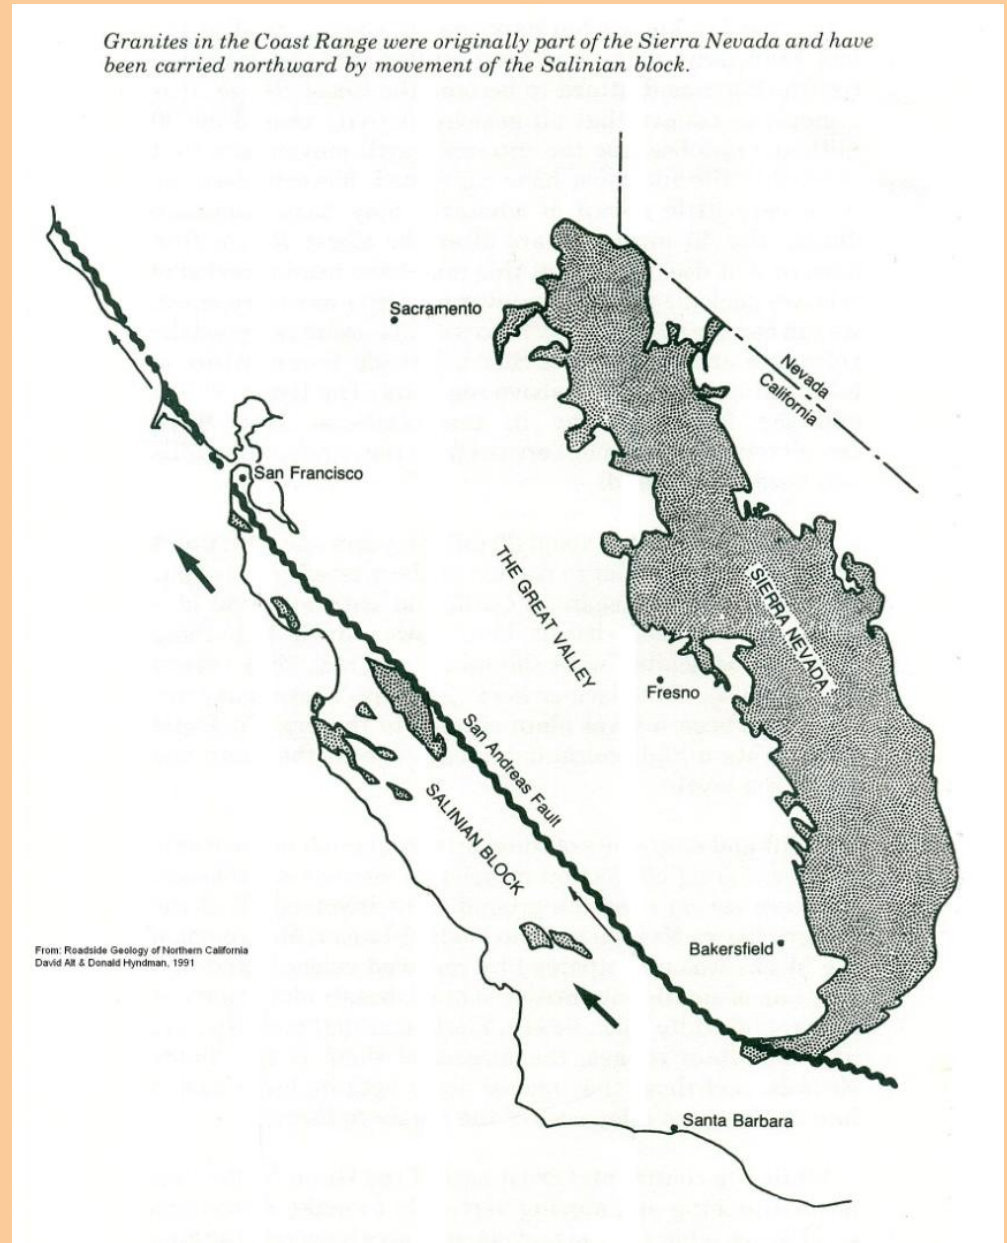 Granites in the Coast Range were originally part of the Sierra Nevada and have
been carried northward by movement of the Salinian block.
Sacramento
Nevada
California
San Francisco
THE GREAT VALLEY
SIERRA NEVADA
Fresno
San Andreas Fault
SALINIAN BLOCK
From: Roadside Geology of Northern California
David Alt & Donald Hyndman, 1991
Bakersfield
Santa Barbara